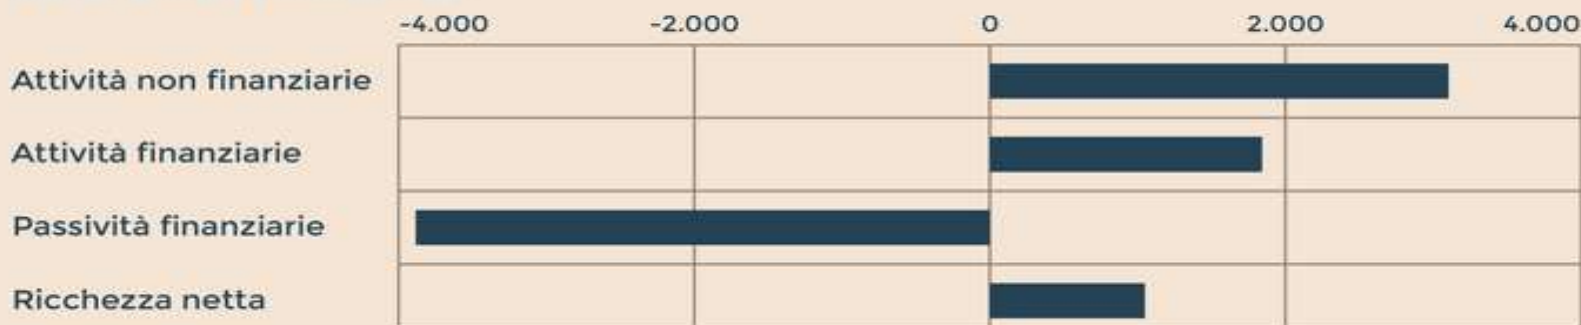 -4.000 -2.000 0 2.000 4.000
Attività non finanziarie
Attività finanziarie
Passività finanziarie
Ricchezza netta